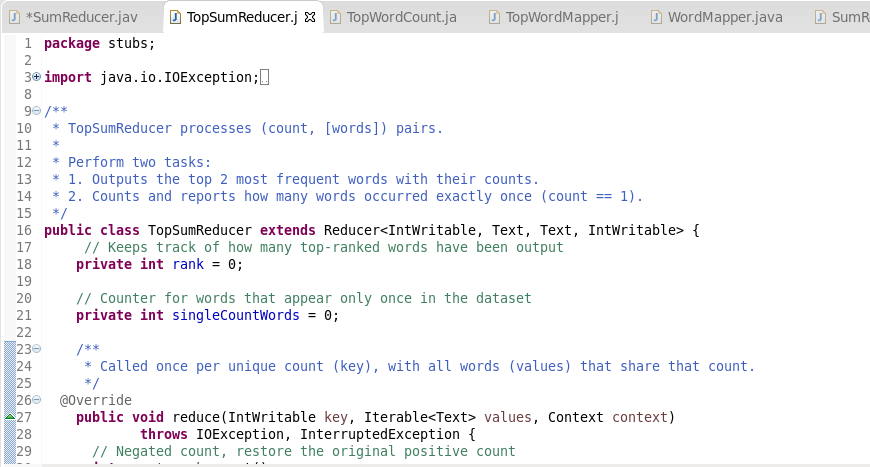 *SumReducer.jav TopSumReducer.j TopWordCount.ja TopWordMapper.j WordMapper.java SumR
1 package stubs;
2
3 import java.io.IOException;
8
9 /**
10 * TopSumReducer processes (count, [words]) pairs.
11 *
12 * Perform two tasks:
13 * 1. Outputs the top 2 most frequent words with their counts.
14 * 2. Counts and reports how many words occurred exactly once (count == 1).
15 */
16 public class TopSumReducer extends Reducer<IntWritable, Text, Text, IntWritable> {
17 // Keeps track of how many top-ranked words have been output
18 private int rank = 0;
19
20 // Counter for words that appear only once in the dataset
21 private int singleCountWords = 0;
22
23 /**
24 * Called once per unique count (key), with all words (values) that share that count.
25 */
26 @Override
27 public void reduce(IntWritable key, Iterable<Text> values, Context context)
28 throws IOException, InterruptedException {
29 // Negated count, restore the original positive count